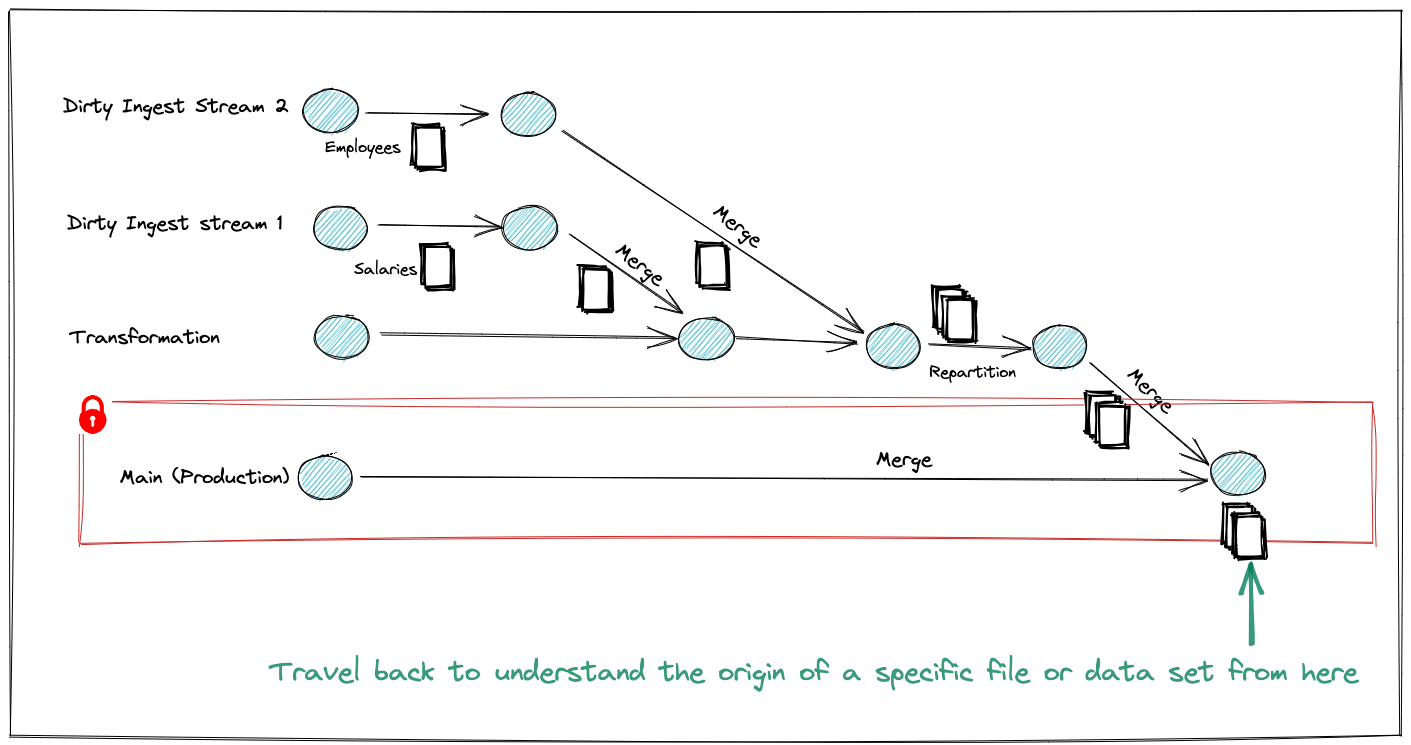 Dirty Ingest Stream 2
Employees
Merge
Dirty Ingest stream 1
Salaries
Merge
Transformation
Repartition
Merge
Main (Production)
Merge
Travel back to understand the origin of a specific file or data set from here